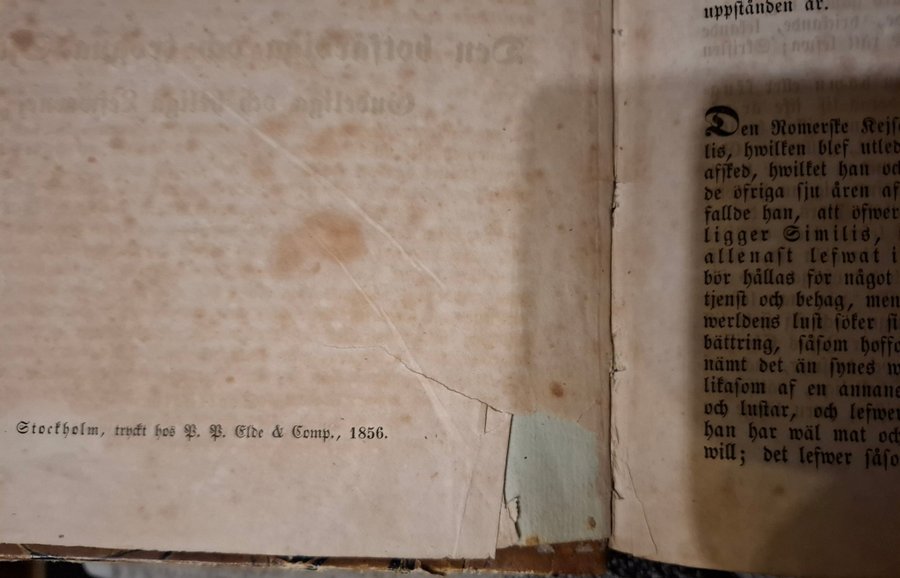 Stockholm, tryckt hos P. P. Elde & Comp., 1856.
uppstånden är.
Den Romerske Kejs
lis, hwilken blef utled
afsked, hwilket han oc
de öfriga sju åren af
fallde han, att öfwer
ligger Similis,
allenast lefwat i
bör hållas för något
tjenst och behag, men
werldens lust söker si
bättring, såsom hoffo
nämt det än synes w
likasom af en annan
och lustar, och lefwer
han har wäl mat oc
will; det lefwer såso